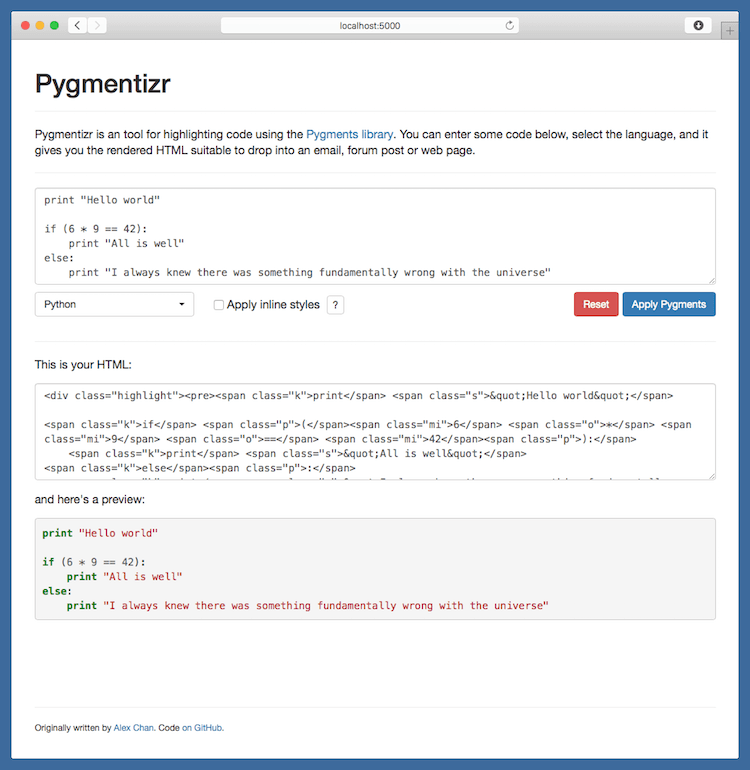 localhost:5000
Pygmentizr
Pygmentizr is an tool for highlighting code using the Pygments library. You can enter some code below, select the language, and it
gives you the rendered HTML suitable to drop into an email, forum post or web page.
print "Hello world"
if (6 * 9 == 42):
    print "All is well"
else:
    print "I always knew there was something fundamentally wrong with the universe"
Python
Apply inline styles ?
Reset Apply Pygments
This is your HTML:
<div class="highlight"><pre><span class="k">print</span> <span class="s">&quot;Hello world&quot;</span>
<span class="k">if</span> <span class="p">(</span><span class="mi">6</span> <span class="o">*</span> <span
class="mi">9</span> <span class="o">==</span> <span class="mi">42</span><span class="p">):</span>
    <span class="k">print</span> <span class="s">&quot;All is well&quot;</span>
<span class="k">else</span><span class="p">:</span>
and here's a preview:
print "Hello world"
if (6 * 9 == 42):
    print "All is well"
else:
    print "I always knew there was something fundamentally wrong with the universe"
Originally written by Alex Chan. Code on GitHub.